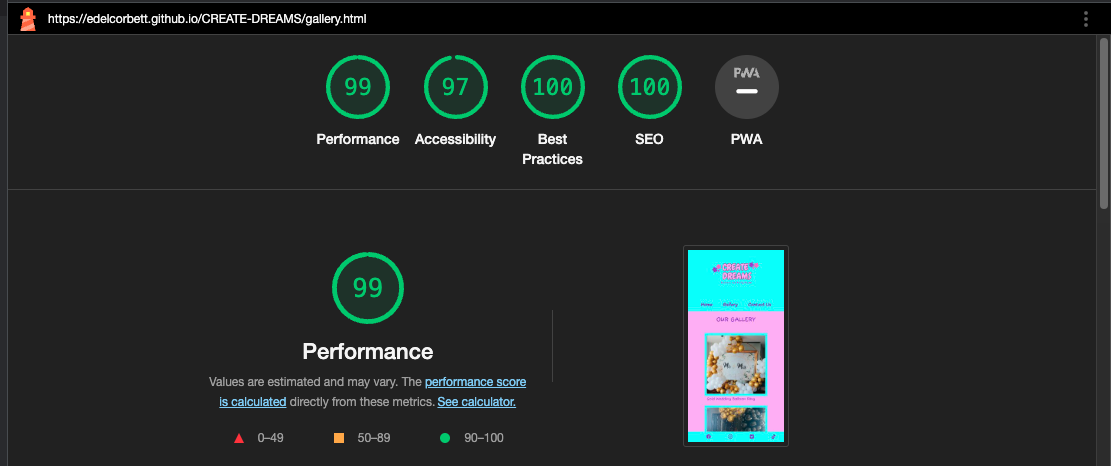 https://edelcorbett.github.io/CREATE-DREAMS/gallery.html
99
97
100
100
PWA
Performance
Accessibility
Best
Practices
SEO
PWA
99
Performance
Values are estimated and may vary. The performance score
is calculated directly from these metrics. See calculator.
0–49
50–89
90–100
CREATE
DREAMS
Home Gallery Contact Us
OUR GALLERY